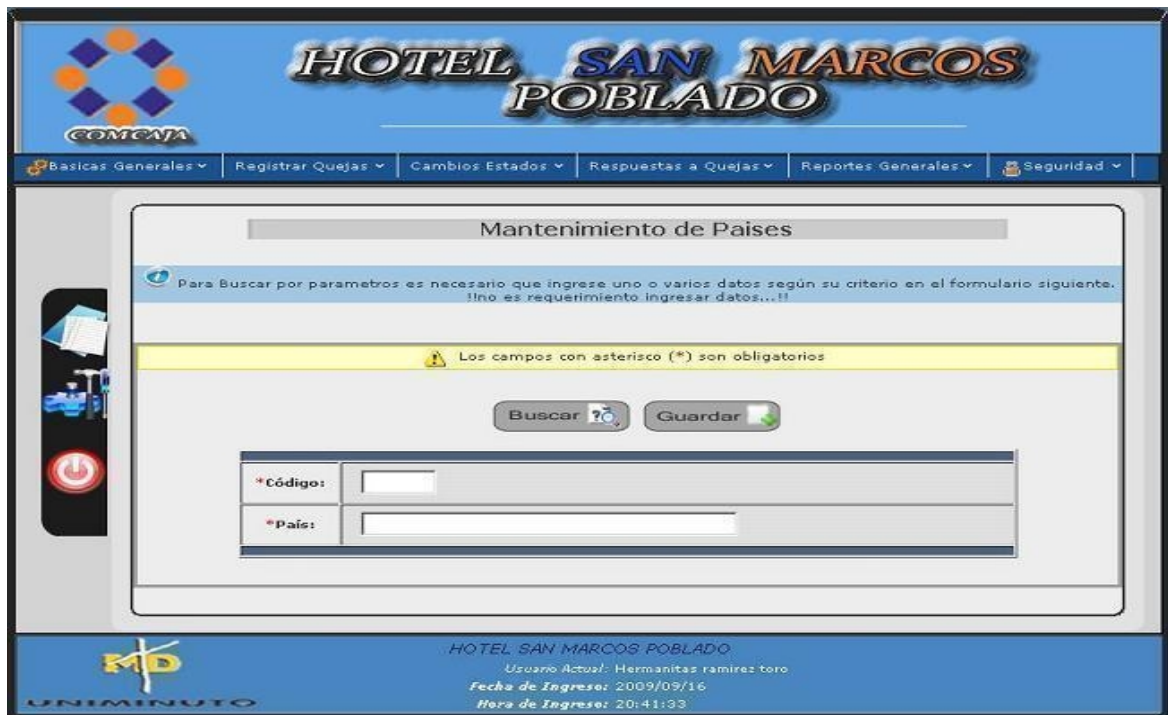 HOTEL SAN MARCOS
POBLADO
COMCAJA
Basicas Generales Registrar Quejas Cambios Estados Respuestas a Quejas Reportes Generales Seguridad
Mantenimiento de Paises
Para Buscar por parametros es necesario que ingrese uno o varios datos según su criterio en el formulario siguiente.
!!no es requerimiento ingresar datos...!!
Los campos con asterisco (*) son obligatorios
Buscar Guardar
*Código:
*País:
MD
UNIMINUTO
HOTEL SAN MARCOS POBLADO
Usuario Actual: Hermanitas ramirez toro
Fecha de Ingreso: 2009/09/16
Hora de Ingreso: 20:41:33